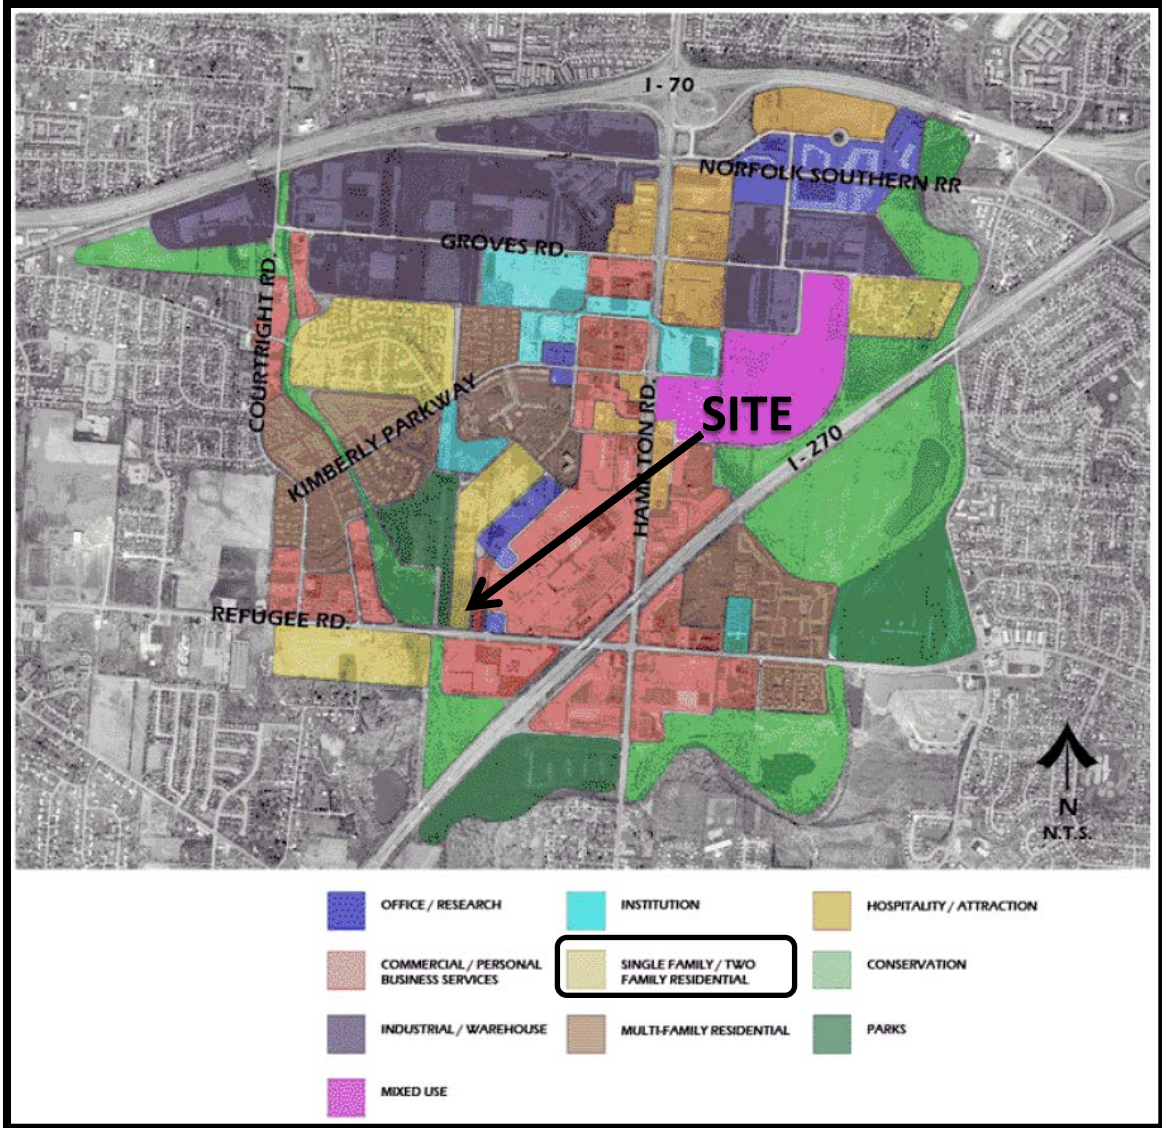 I - 70
NORFOLK SOUTHERN RR
GROVES RD.
COURTRIGHT RD.
KIMBERLY PARKWAY
HAMILTON RD.
SITE
I - 270
REFUGEE RD.
N
N.T.S.
OFFICE / RESEARCH
INSTITUTION
HOSPITALITY / ATTRACTION
COMMERCIAL / PERSONAL
BUSINESS SERVICES
SINGLE FAMILY / TWO
FAMILY RESIDENTIAL
CONSERVATION
INDUSTRIAL / WAREHOUSE
MULTI-FAMILY RESIDENTIAL
PARKS
MIXED USE